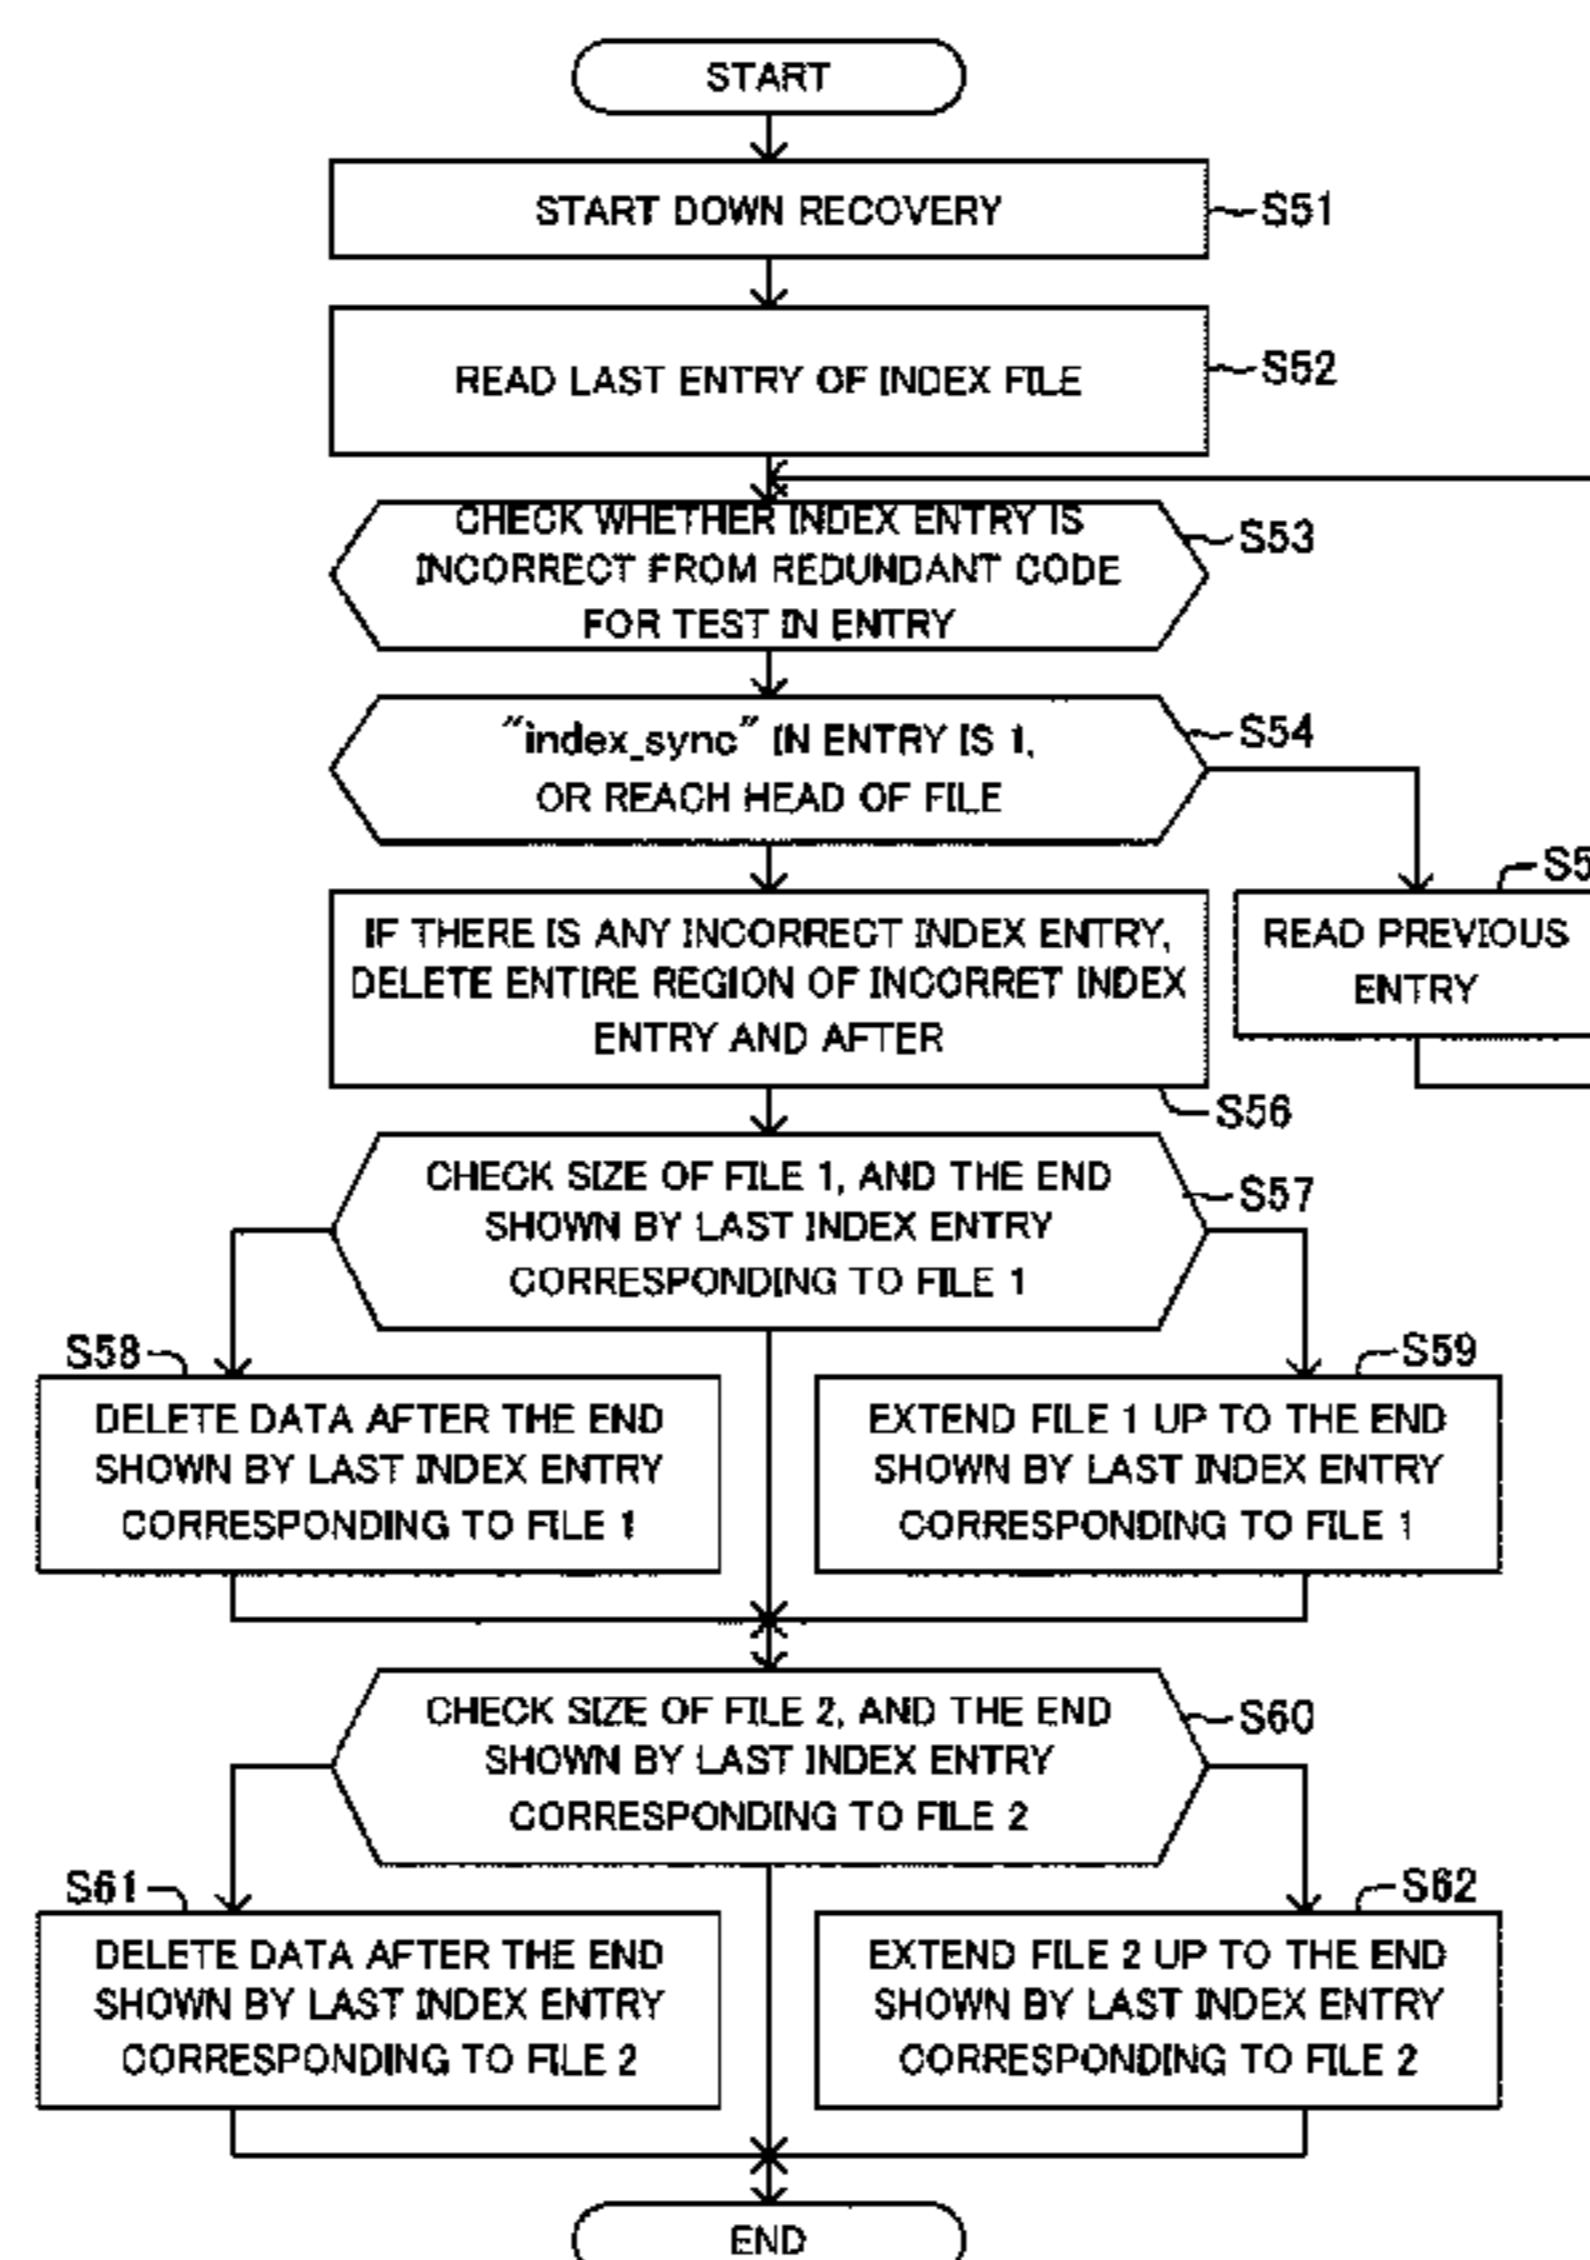 START
START DOWN RECOVERY
S51
READ LAST ENTRY OF INDEX FILE
S52
CHECK WHETHER INDEX ENTRY IS
INCORRECT FROM REDUNDANT CODE
FOR TEST IN ENTRY
S53
"index_sync" IN ENTRY IS 1,
OR REACH HEAD OF FILE
S54
IF THERE IS ANY INCORRECT INDEX ENTRY,
DELETE ENTIRE REGION OF INCORRET INDEX
ENTRY AND AFTER
S56
READ PREVIOUS
ENTRY
CHECK SIZE OF FILE 1, AND THE END
SHOWN BY LAST INDEX ENTRY
CORRESPONDING TO FILE 1
S57
S58
DELETE DATA AFTER THE END
SHOWN BY LAST INDEX ENTRY
CORRESPONDING TO FILE 1
S59
EXTEND FILE 1 UP TO THE END
SHOWN BY LAST INDEX ENTRY
CORRESPONDING TO FILE 1
CHECK SIZE OF FILE 2, AND THE END
SHOWN BY LAST INDEX ENTRY
CORRESPONDING TO FILE 2
S60
S61
DELETE DATA AFTER THE END
SHOWN BY LAST INDEX ENTRY
CORRESPONDING TO FILE 2
S62
EXTEND FILE 2 UP TO THE END
SHOWN BY LAST INDEX ENTRY
CORRESPONDING TO FILE 2
END